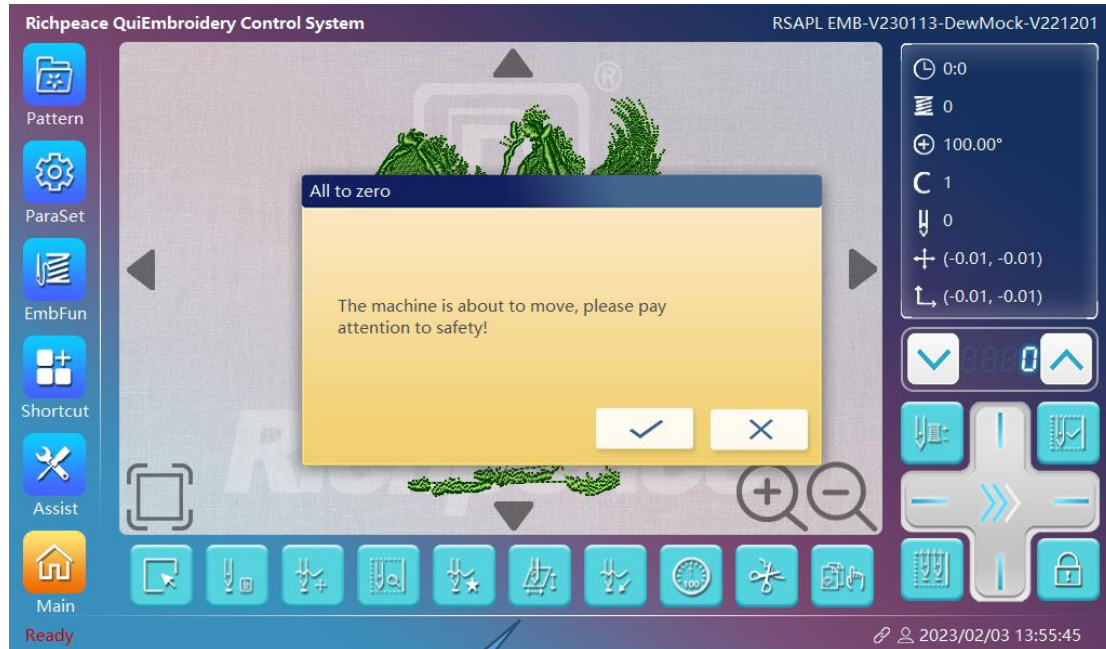 Richpeace QuiEmbroidery Control System
RSAPL EMB-V230113-DewMock-V221201
Pattern
ParaSet
EmbFun
Shortcut
Assist
Main
Ready
®
All to zero
The machine is about to move, please pay
attention to safety!
0:0
0
100.00°
C 1
0
(-0.01, -0.01)
(-0.01, -0.01)
0
100
2023/02/03 13:55:45